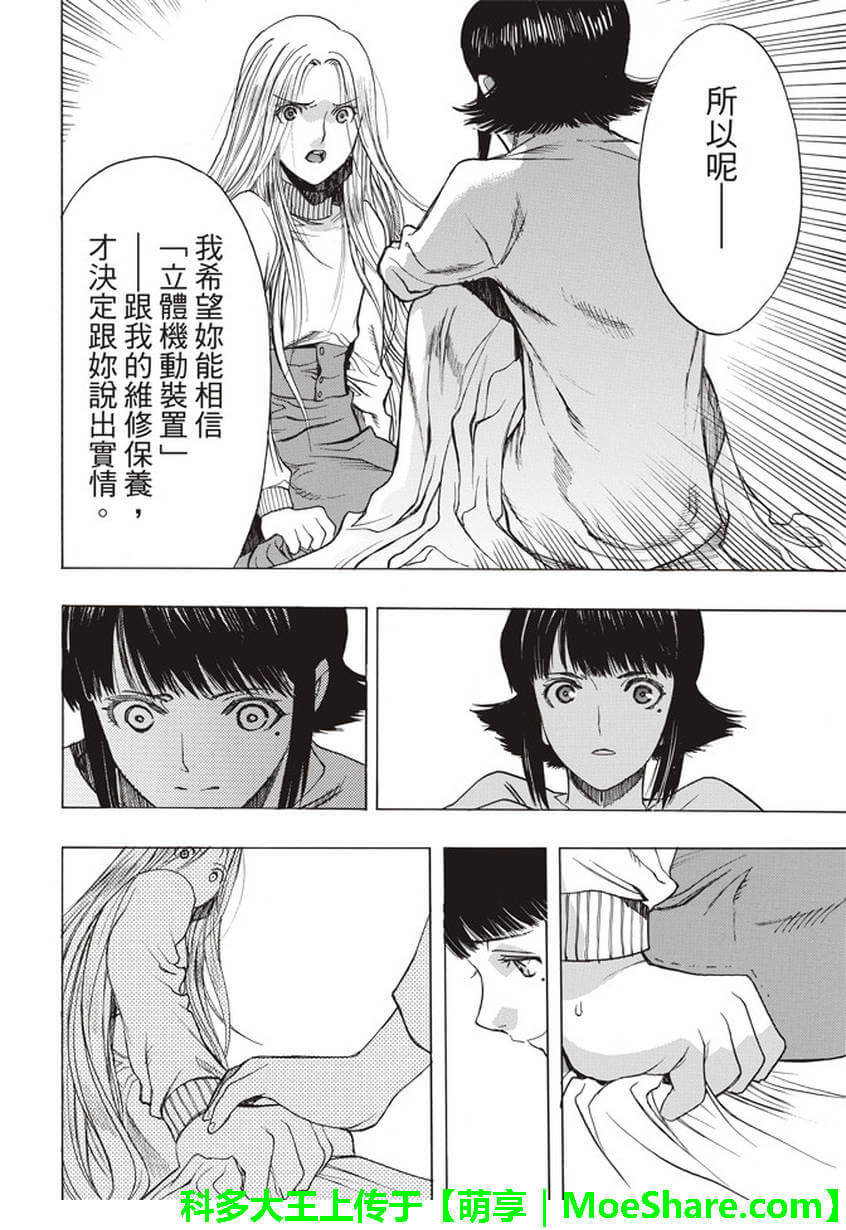 所以呢——
我希望妳能相信
「立體機動裝置」
——跟我的維修保養，
才決定跟妳說出實情。
科多大王上传于【萌享｜MoeShare.com】